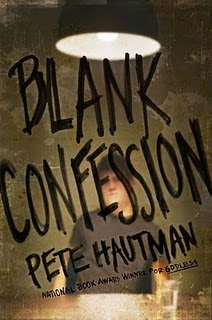 BLANK
CONFESSION
PETE HAUTMAN
NATIONAL BOOK AWARD WINNER FOR GODLESS